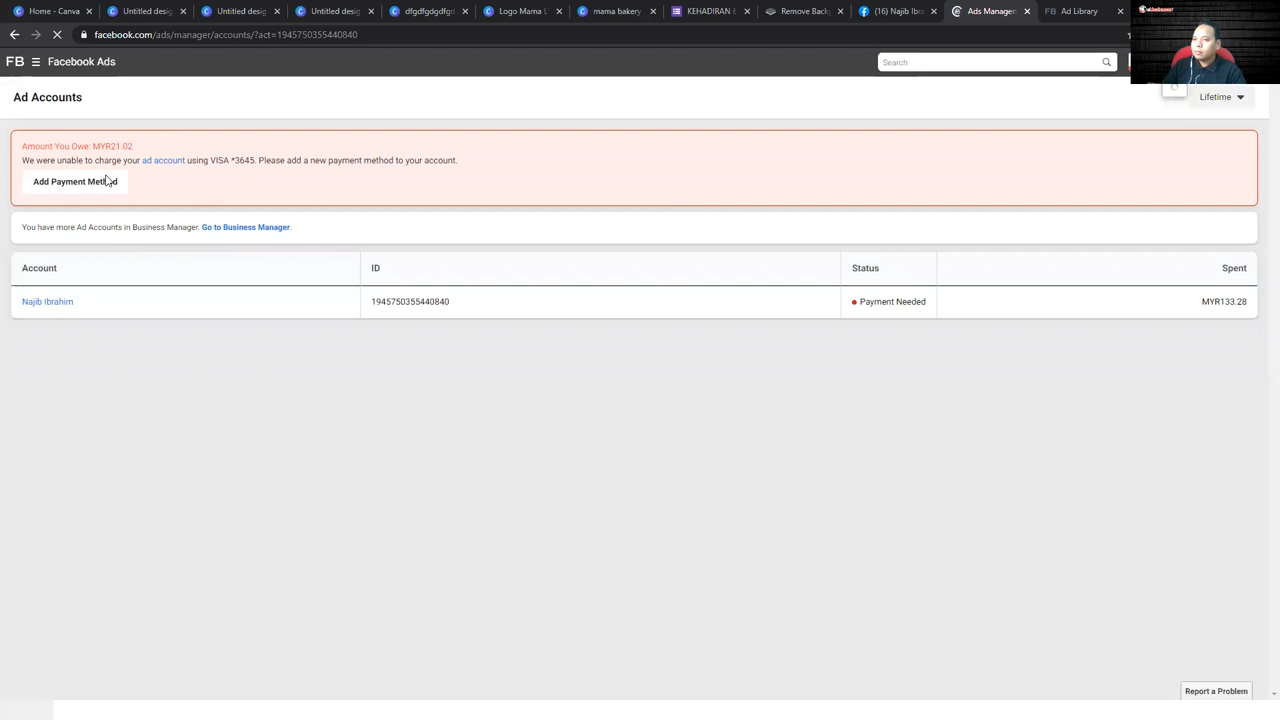 Home - Canva
Untitled desig
Untitled desig
Untitled desig
dfgdfgdgdgf
Logo Mama L
mama bakery
KEHADIRA
Remove Back
(16) Najib Ibra
Ads Manager
FB Ad Library
facebook.com/ads/manager/accounts/?act=1945750355440840
FB ☰ Facebook Ads
Search
Ad Accounts
Lifetime
Amount You Owe: MYR21.02
We were unable to charge your ad account using VISA *3645. Please add a new payment method to your account.
Add Payment Method
You have more Ad Accounts in Business Manager. Go to Business Manager.
Account ID Status Spent
Najib Ibrahim 1945750355440840 Payment Needed MYR133.28
Report a Problem